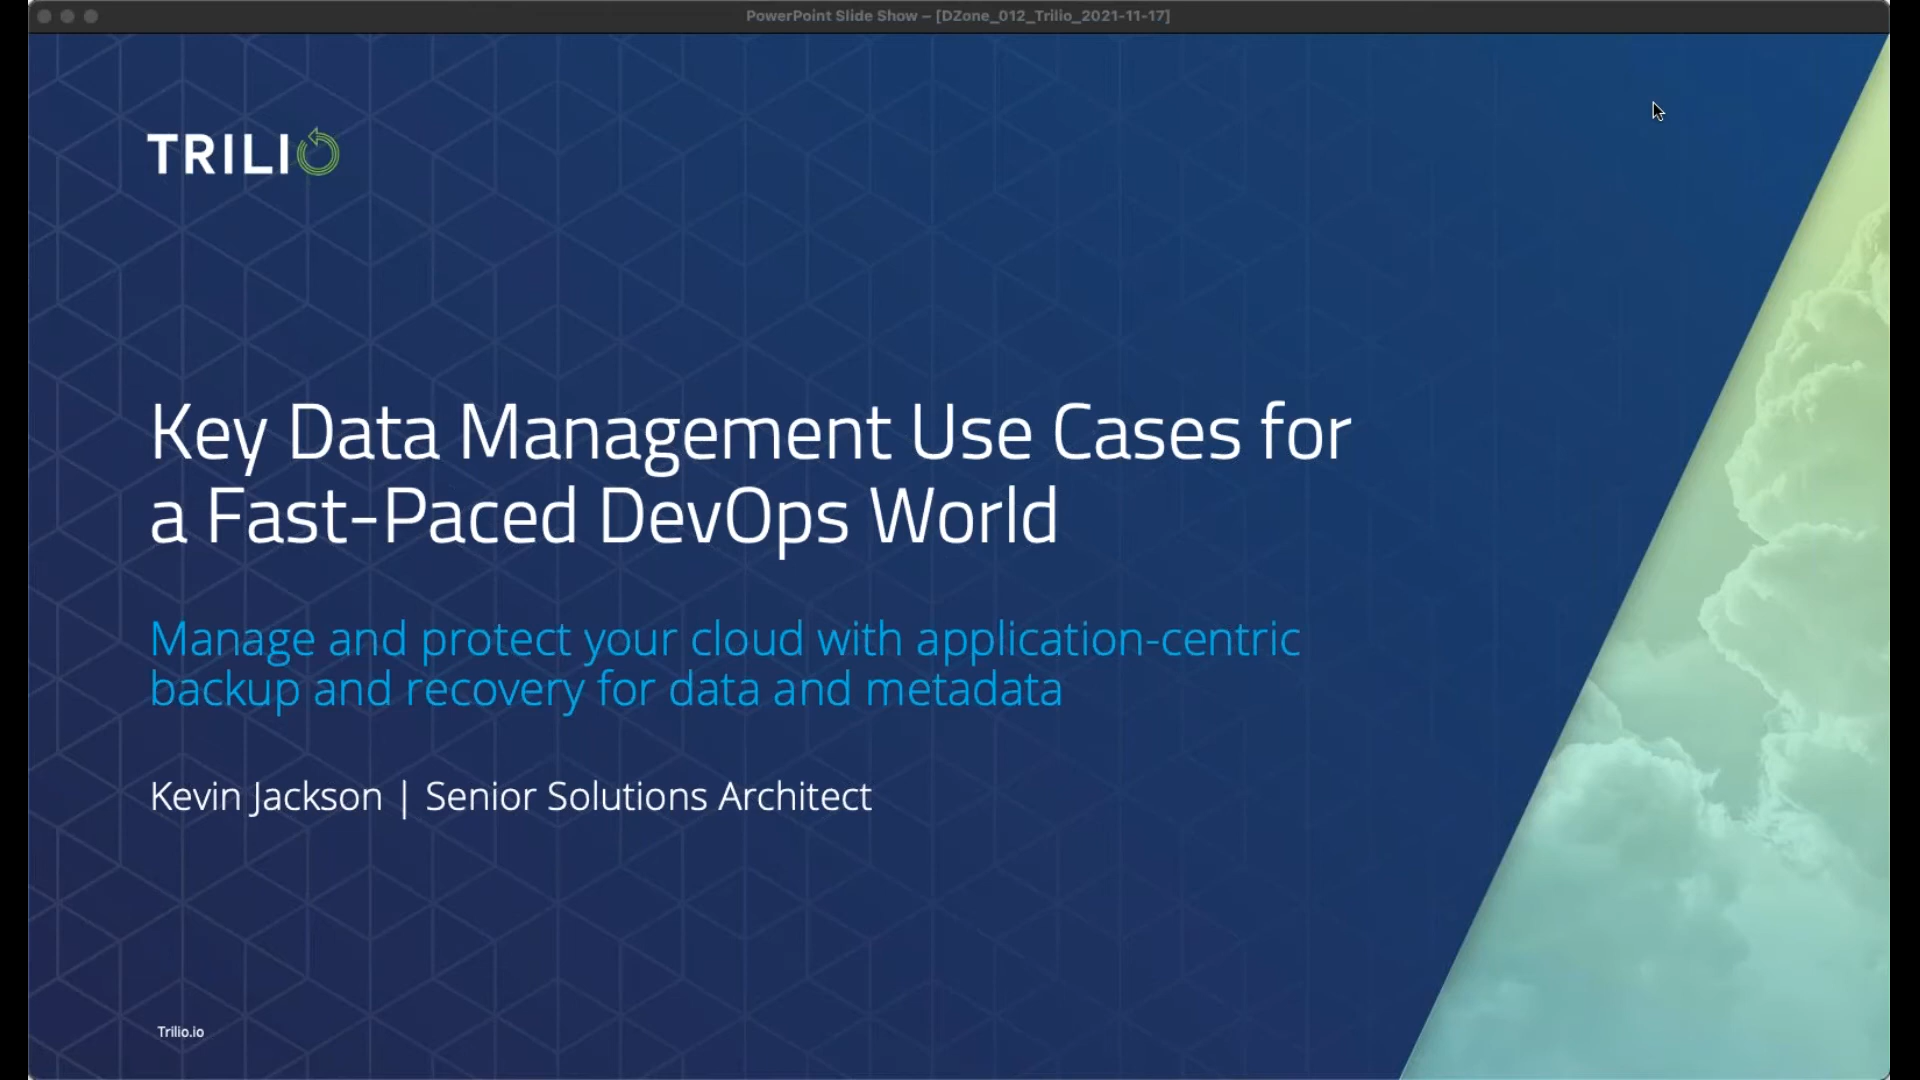 PowerPoint Slide Show – [DZone_012_Trilio_2021-11-17]
TRILIO
Key Data Management Use Cases for
a Fast-Paced DevOps World
Manage and protect your cloud with application-centric
backup and recovery for data and metadata
Kevin Jackson | Senior Solutions Architect
Trilio.io